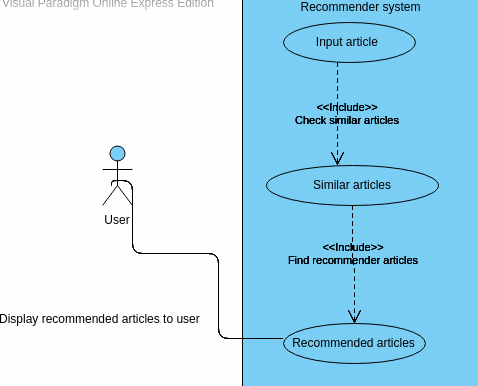 Visual Paradigm Online Express Edition
Recommender system
Input article
<<Include>>
Check similar articles
Similar articles
User
<<Include>>
Find recommender articles
Display recommended articles to user
Recommended articles